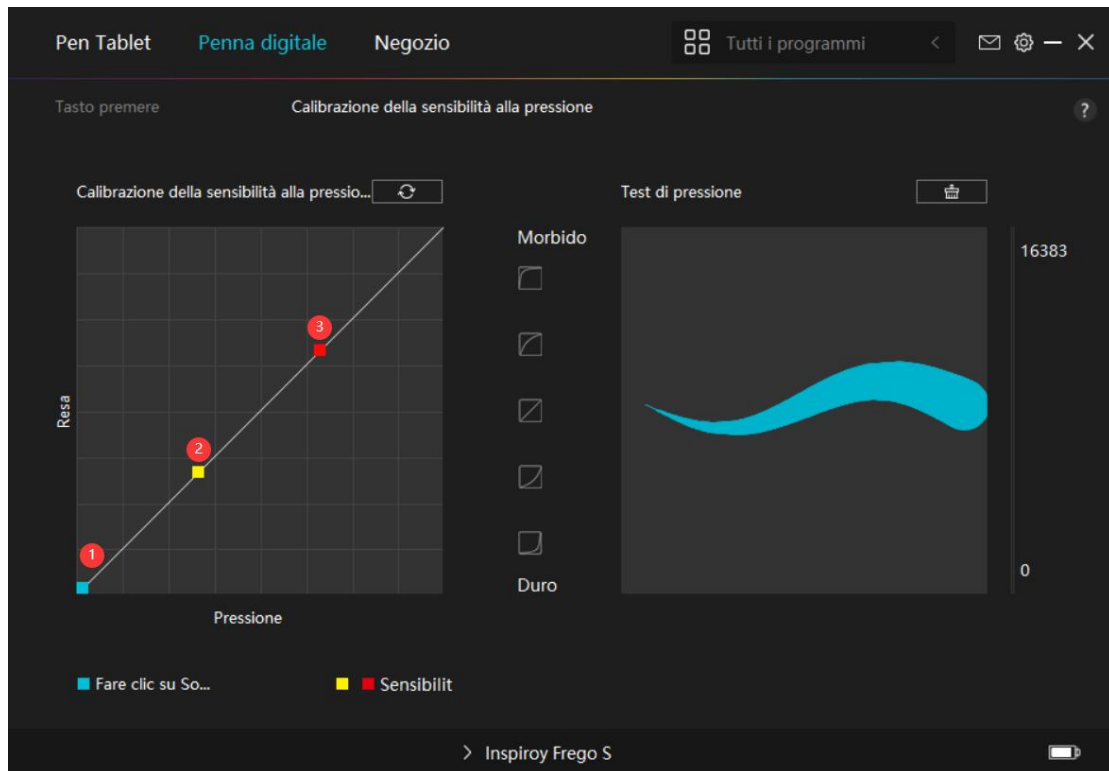 Pen Tablet Penna digitale Negozio Tutti i programmi
Tasto premere Calibrazione della sensibilità alla pressione ?
Calibrazione della sensibilità alla pressio... Test di pressione
Morbido
16383
3
Resa
2
1
Duro
0
Pressione
Fare clic su So... Sensibilit
Inspiroy Frego S